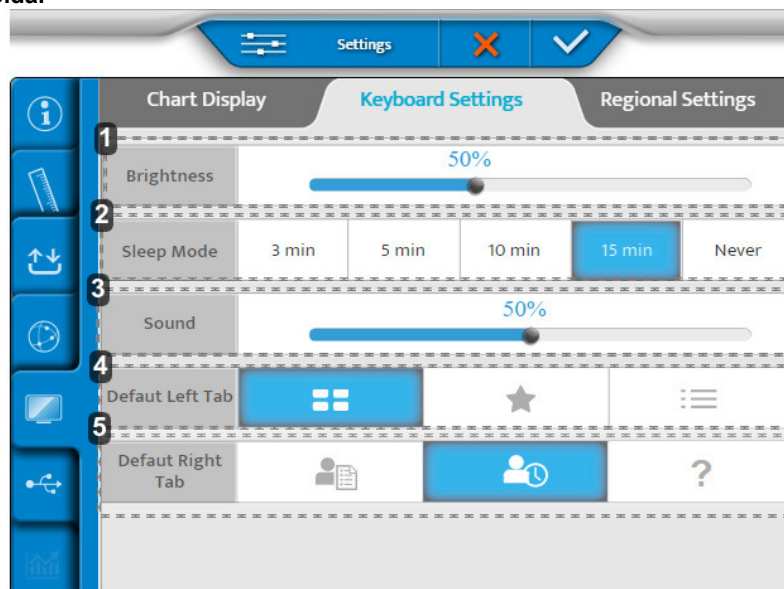 Settings
Chart Display Keyboard Settings Regional Settings
1
50%
Brightness
2
Sleep Mode 3 min 5 min 10 min 15 min Never
3
50%
Sound
4
Defaut Left Tab
5
Defaut Right
Tab
?